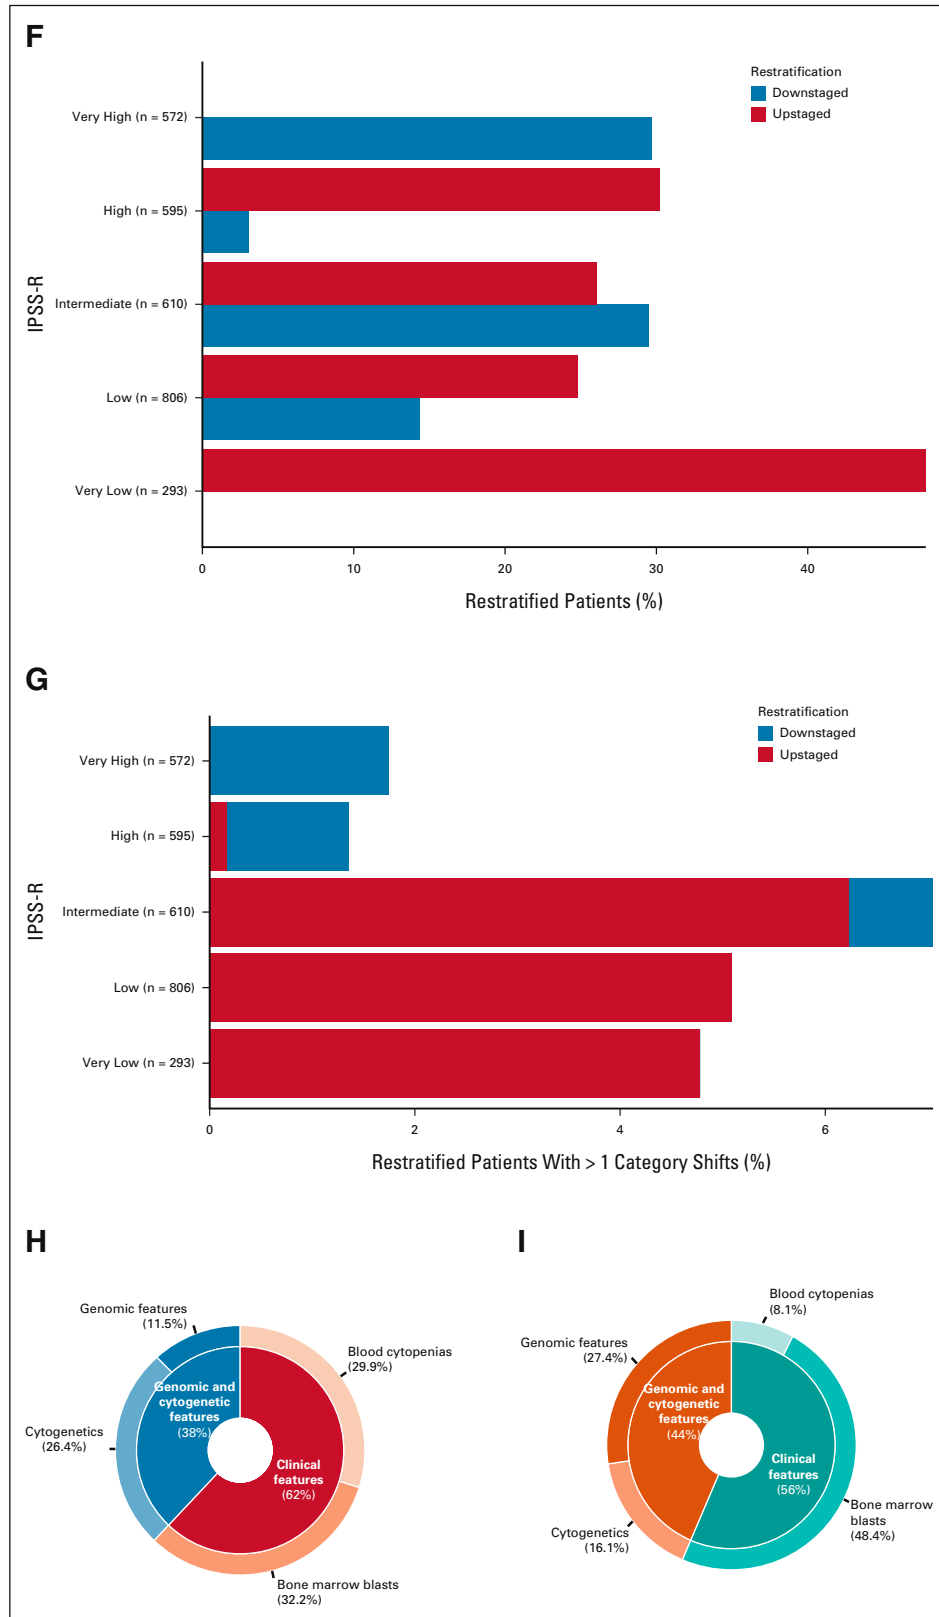 F
Restratification
Downstaged
Upstaged
Very High (n = 572)
High (n = 595)
Intermediate (n = 610)
Low (n = 806)
Very Low (n = 293)
IPSS-R
0 10 20 30 40
Restratified Patients (%)
G
Restratification
Downstaged
Upstaged
Very High (n = 572)
High (n = 595)
Intermediate (n = 610)
Low (n = 806)
Very Low (n = 293)
IPSS-R
0 2 4 6
Restratified Patients With > 1 Category Shifts (%)
H
Genomic features
(11.5%)
Blood cytopenias
(29.9%)
Genomic and
cytogenetic
features
(38%)
Cytogenetics
(26.4%)
Clinical
features
(62%)
Bone marrow blasts
(32.2%)
I
Blood cytopenias
(8.1%)
Genomic features
(27.4%)
Genomic and
cytogenetic
features
(44%)
Clinical
features
(56%)
Cytogenetics
(16.1%)
Bone marrow
blasts
(48.4%)